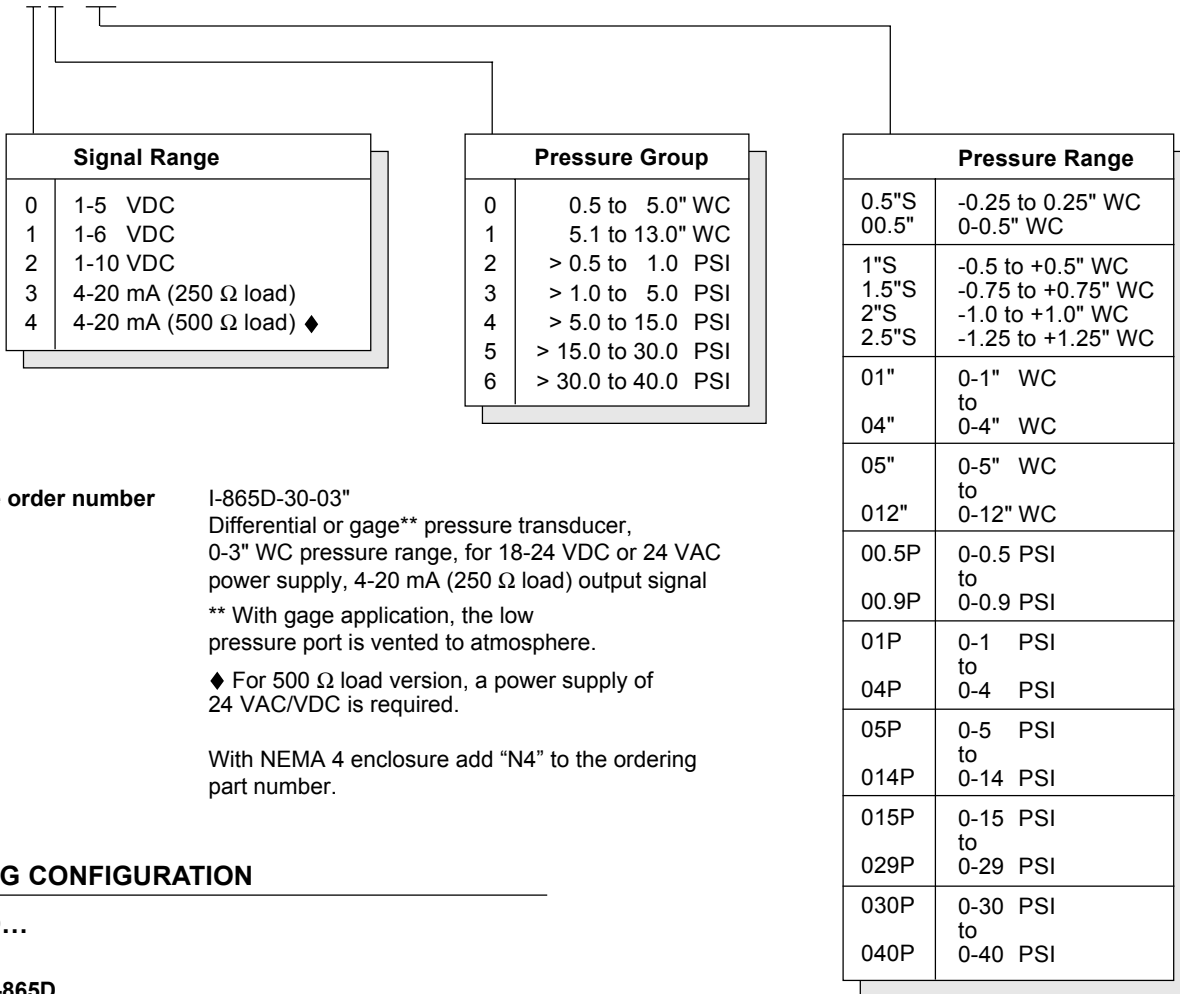 Signal Range
0 1-5 VDC
1 1-6 VDC
2 1-10 VDC
3 4-20 mA (250 Ω load)
4 4-20 mA (500 Ω load) ♦
Pressure Group
0 0.5 to 5.0" WC
1 5.1 to 13.0" WC
2 > 0.5 to 1.0 PSI
3 > 1.0 to 5.0 PSI
4 > 5.0 to 15.0 PSI
5 > 15.0 to 30.0 PSI
6 > 30.0 to 40.0 PSI
Pressure Range
0.5"S -0.25 to 0.25" WC
00.5" 0-0.5" WC
1"S -0.5 to +0.5" WC
1.5"S -0.75 to +0.75" WC
2"S -1.0 to +1.0" WC
2.5"S -1.25 to +1.25" WC
01" 0-1" WC
to
04" 0-4" WC
05" 0-5" WC
to
012" 0-12" WC
00.5P 0-0.5 PSI
to
00.9P 0-0.9 PSI
01P 0-1 PSI
to
04P 0-4 PSI
05P 0-5 PSI
to
014P 0-14 PSI
015P 0-15 PSI
to
029P 0-29 PSI
030P 0-30 PSI
to
040P 0-40 PSI
order number I-865D-30-03"
Differential or gage** pressure transducer,
0-3" WC pressure range, for 18-24 VDC or 24 VAC
power supply, 4-20 mA (250 Ω load) output signal
** With gage application, the low
pressure port is vented to atmosphere.
♦ For 500 Ω load version, a power supply of
24 VAC/VDC is required.
With NEMA 4 enclosure add “N4” to the ordering
part number.
G CONFIGURATION
...
865D